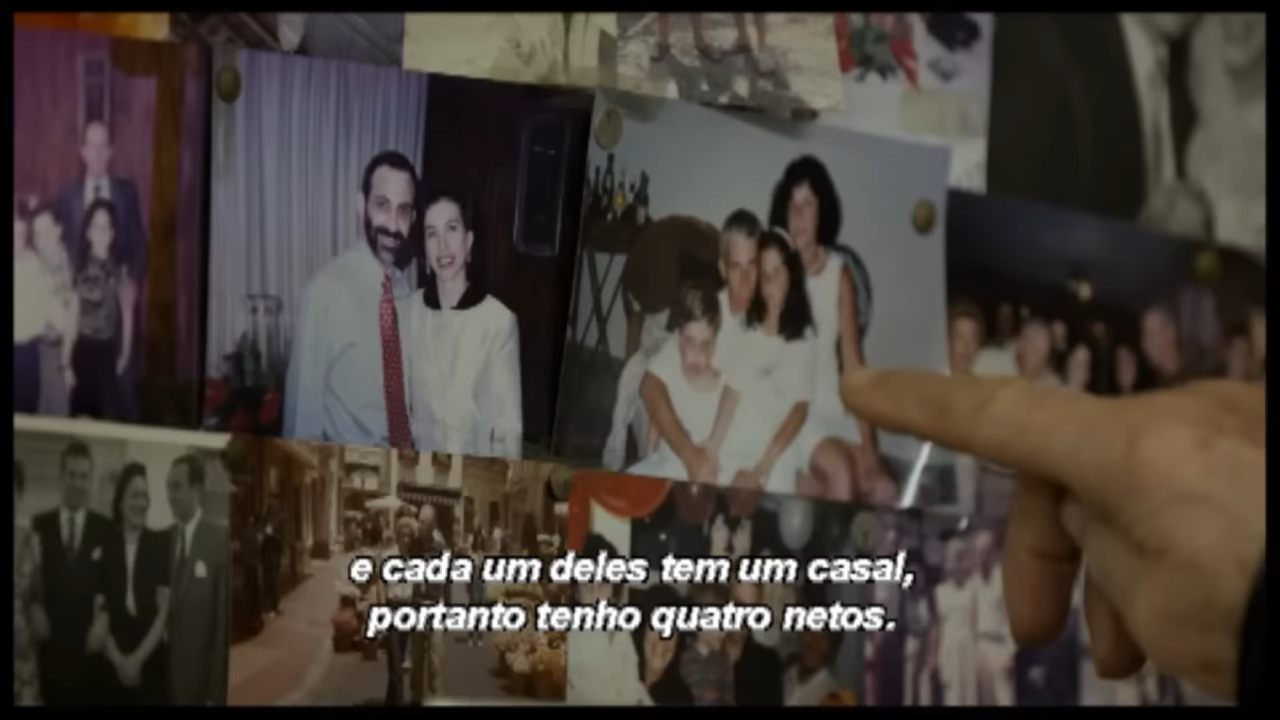 e cada um deles tem um casal,
portanto tenho quatro netos.